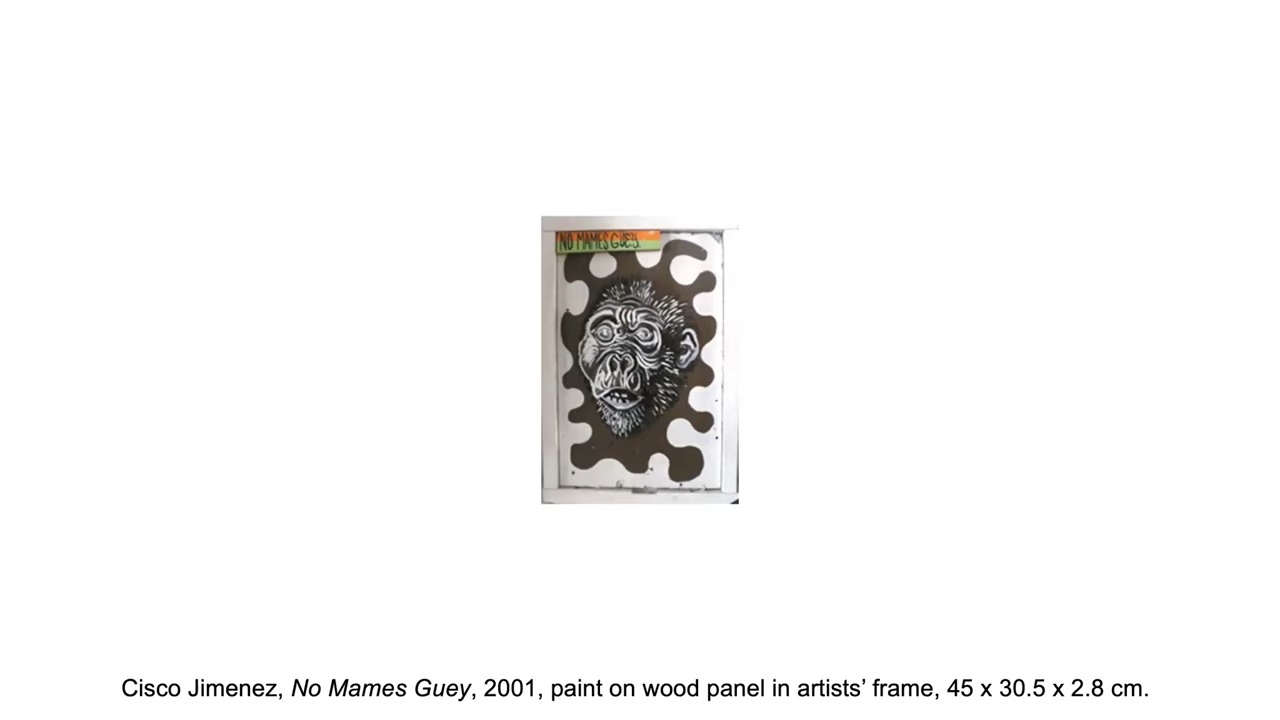 NO MAMES GUEY.
Cisco Jimenez, No Mames Guey, 2001, paint on wood panel in artists’ frame, 45 x 30.5 x 2.8 cm.